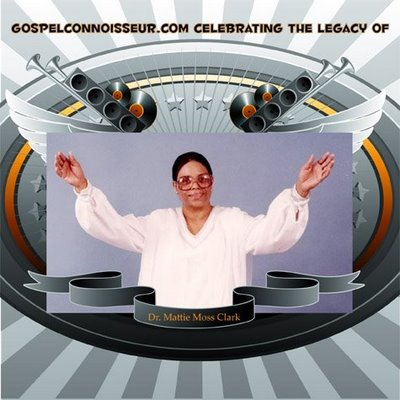 GOSPELCONNOISSEUR.COM CELEBRATING THE LEGACY OF
Dr. Mattie Moss Clark